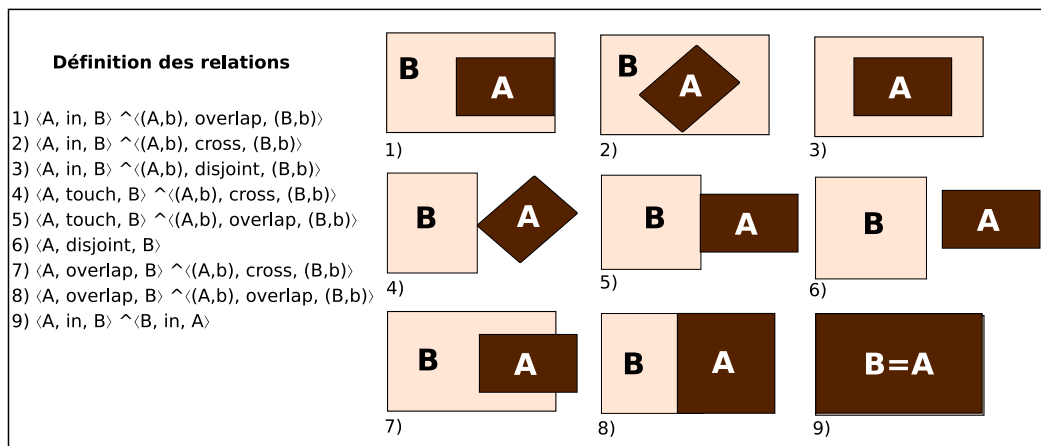 Définition des relations
1) ⟨A, in, B⟩ ^⟨(A,b), overlap, (B,b)⟩
2) ⟨A, in, B⟩ ^⟨(A,b), cross, (B,b)⟩
3) ⟨A, in, B⟩ ^⟨(A,b), disjoint, (B,b)⟩
4) ⟨A, touch, B⟩ ^⟨(A,b), cross, (B,b)⟩
5) ⟨A, touch, B⟩ ^⟨(A,b), overlap, (B,b)⟩
6) ⟨A, disjoint, B⟩
7) ⟨A, overlap, B⟩ ^⟨(A,b), cross, (B,b)⟩
8) ⟨A, overlap, B⟩ ^⟨(A,b), overlap, (B,b)⟩
9) ⟨A, in, B⟩ ^⟨B, in, A⟩
B A
1)
B A
2)
A
3)
B A
4)
B A
5)
B A
6)
B A
7)
B A
8)
B=A
9)